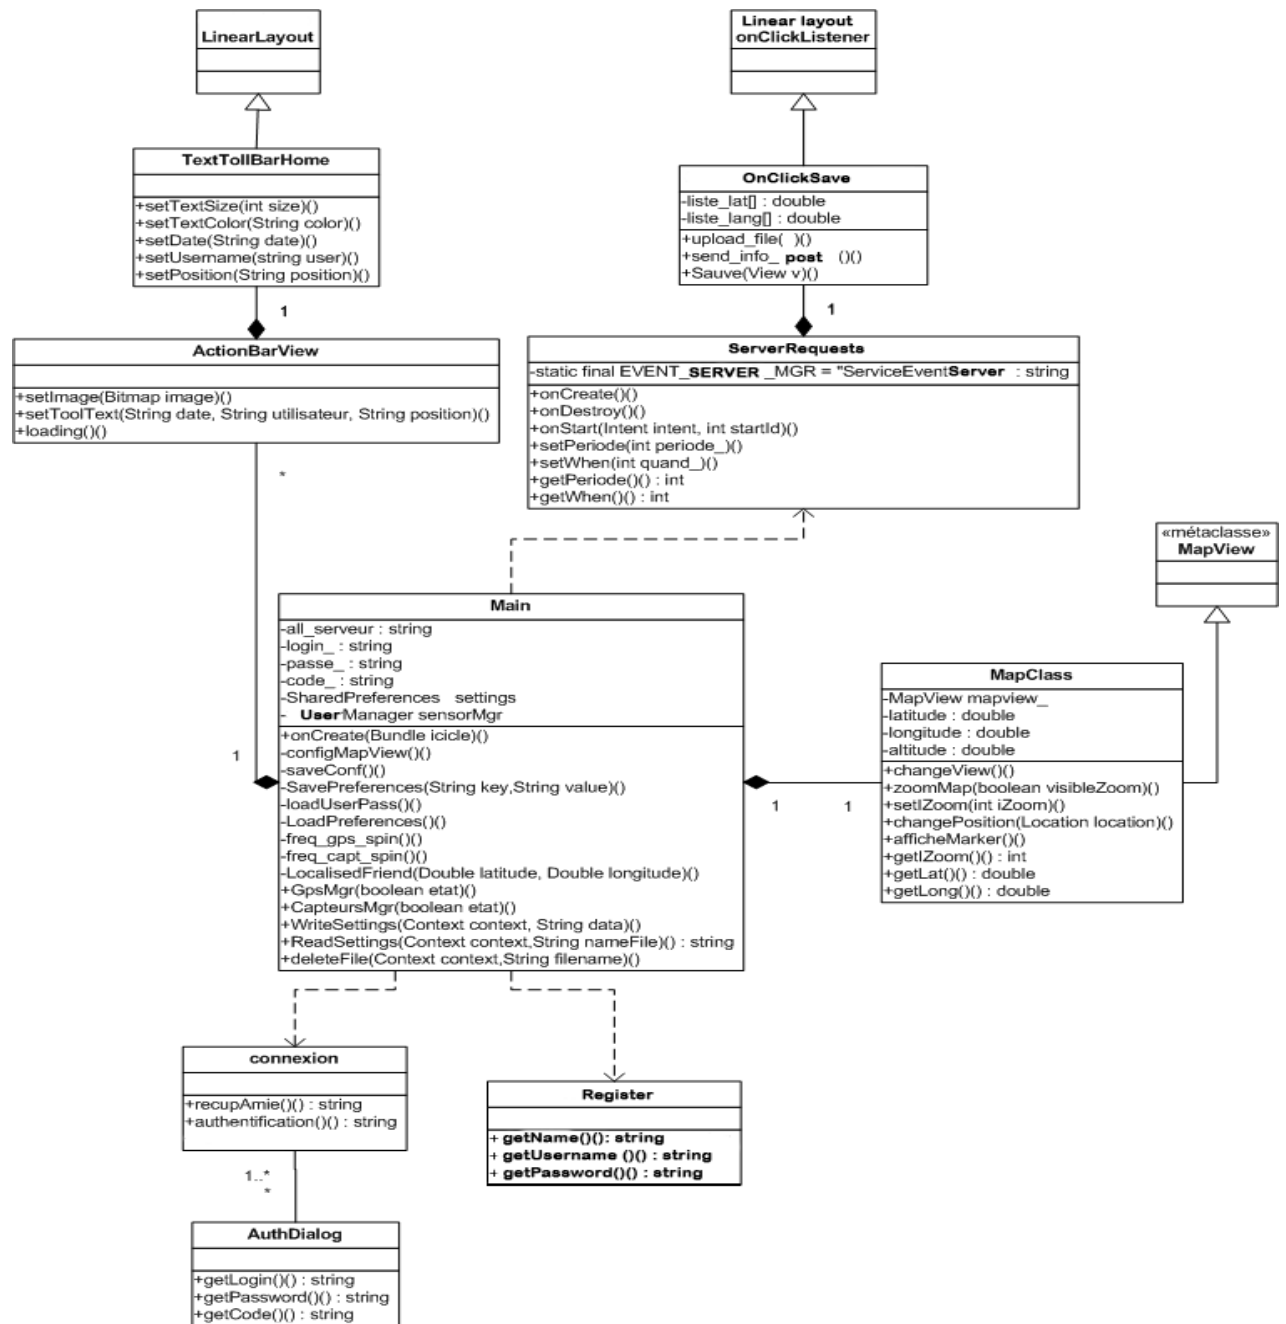 LinearLayout
Linear layout
onClickListener
TextTollBarHome
+setTextSize(int size)()
+setTextColor(String color)()
+setDate(String date)()
+setUsername(string user)()
+setPosition(String position)()
1
OnClickSave
-liste_lat[] : double
-liste_lang[] : double
+upload_file( )()
+send_info_ post ()()
+Sauve(View v)()
1
ActionBarView
+setImage(Bitmap image)()
+setToolText(String date, String utilisateur, String position)()
+loading()()
*
ServerRequests
-static final EVENT_SERVER _MGR = "ServiceEventServer : string
+onCreate()()
+onDestroy()()
+onStart(Intent intent, int startId)()
+setPeriode(int periode_)()
+setWhen(int quand_)()
+getPeriode()() : int
+getWhen()() : int
«métaclasse»
MapView
Main
-all_serveur : string
-login_ : string
-passe_ : string
-code_ : string
-SharedPreferences settings
- UserManager sensorMgr
+onCreate(Bundle icicle)()
-configMapView()()
-saveConf()()
-SavePreferences(String key,String value)()
-loadUserPass()()
-LoadPreferences()()
-freq_gps_spin()()
-freq_capt_spin()()
-LocalisedFriend(Double latitude, Double longitude)()
+GpsMgr(boolean etat)()
+CapteursMgr(boolean etat)()
+WriteSettings(Context context, String data)()
+ReadSettings(Context context,String nameFile)() : string
+deleteFile(Context context,String filename)()
1
1
1
MapClass
-MapView mapview_
-latitude : double
-longitude : double
-altitude : double
+changeView()()
+zoomMap(boolean visibleZoom)()
+setIZoom(int iZoom)()
+changePosition(Location location)()
+afficheMarker()()
+getIZoom()() : int
+getLat()() : double
+getLong()() : double
connexion
+recupAmie()() : string
+authentification()() : string
1..*
*
Register
+ getName()(): string
+ getUsername ()() : string
+ getPassword()() : string
AuthDialog
+getLogin()() : string
+getPassword()() : string
+getCode()() : string